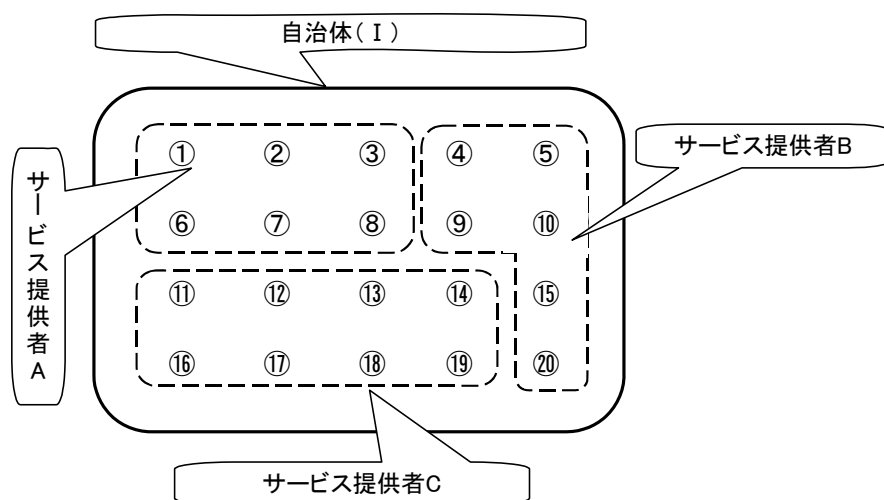 自治体(Ⅰ)
サービス提供者A
サービス提供者B
① ② ③ ④ ⑤
⑥ ⑦ ⑧ ⑨ ⑩
⑪ ⑫ ⑬ ⑭ ⑮
⑯ ⑰ ⑱ ⑲ ⑳
サービス提供者C